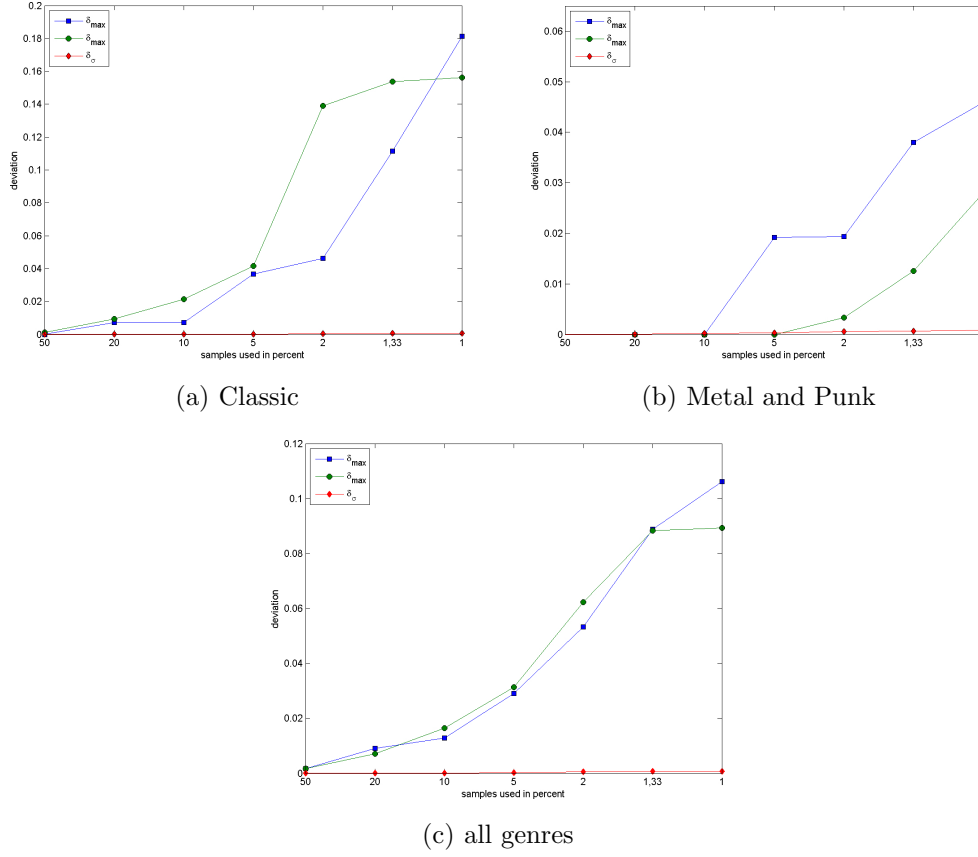 0.2
0.18
0.16
0.14
0.12
0.1
0.08
0.06
0.04
0.02
0
deviation
δmax
δmax
δσ
50 20 10 5 2 1,33 1
samples used in percent
(a) Classic
0.06
0.05
0.04
0.03
0.02
0.01
0
deviation
δmax
δmax
δσ
50 20 10 5 2 1,33
samples used in percent
(b) Metal and Punk
0.12
0.1
0.08
0.06
0.04
0.02
0
deviation
δmax
δmax
δσ
50 20 10 5 2 1,33 1
samples used in percent
(c) all genres